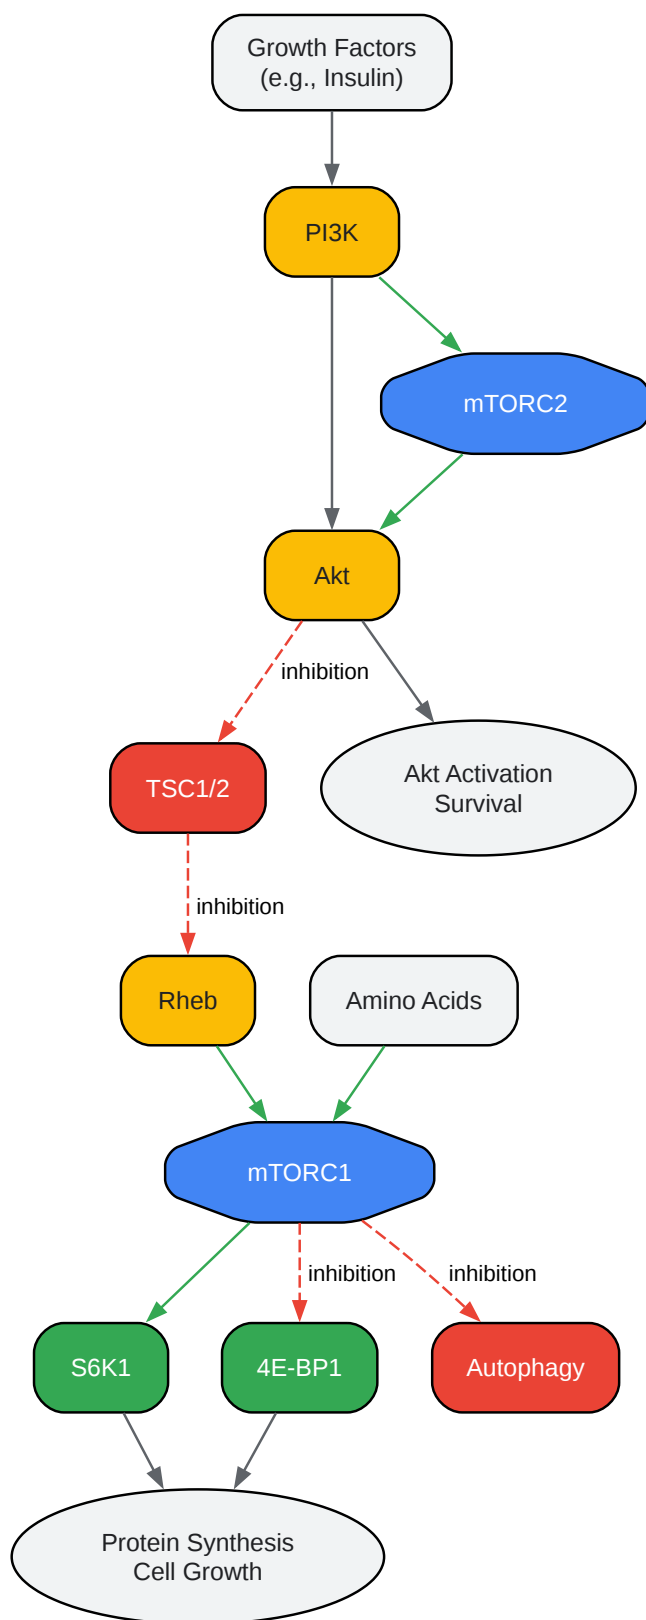 Growth Factors
(e.g., Insulin)
PI3K
mTORC2
Akt
inhibition
TSC1/2
Akt Activation
Survival
inhibition
Rheb
Amino Acids
mTORC1
inhibition
inhibition
S6K1
4E-BP1
Autophagy
Protein Synthesis
Cell Growth